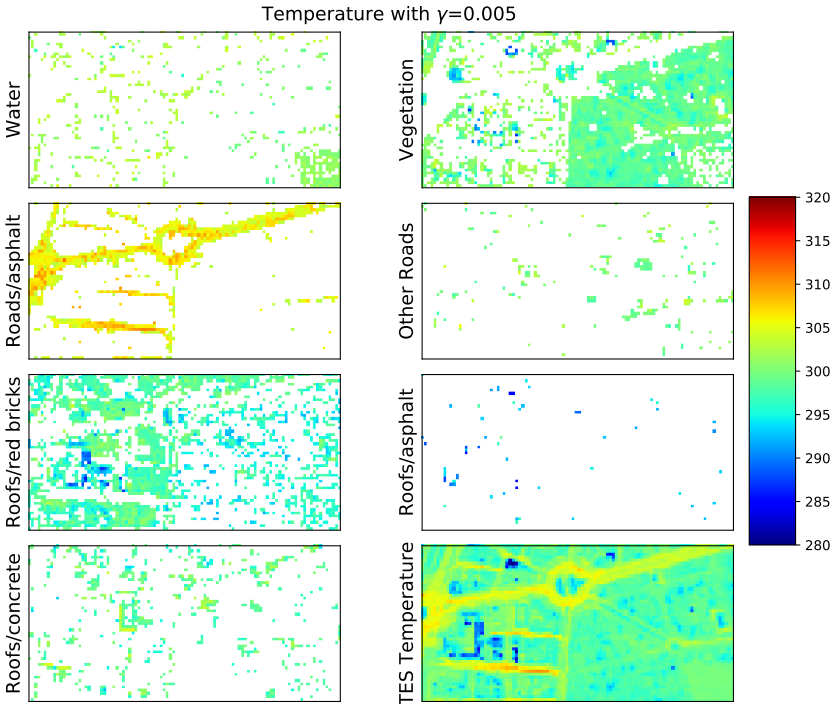 Temperature with γ=0.005
Water
Vegetation
Roads/asphalt
Other Roads
Roofs/red bricks
Roofs/asphalt
Roofs/concrete
TES Temperature
320
315
310
305
300
295
290
285
280